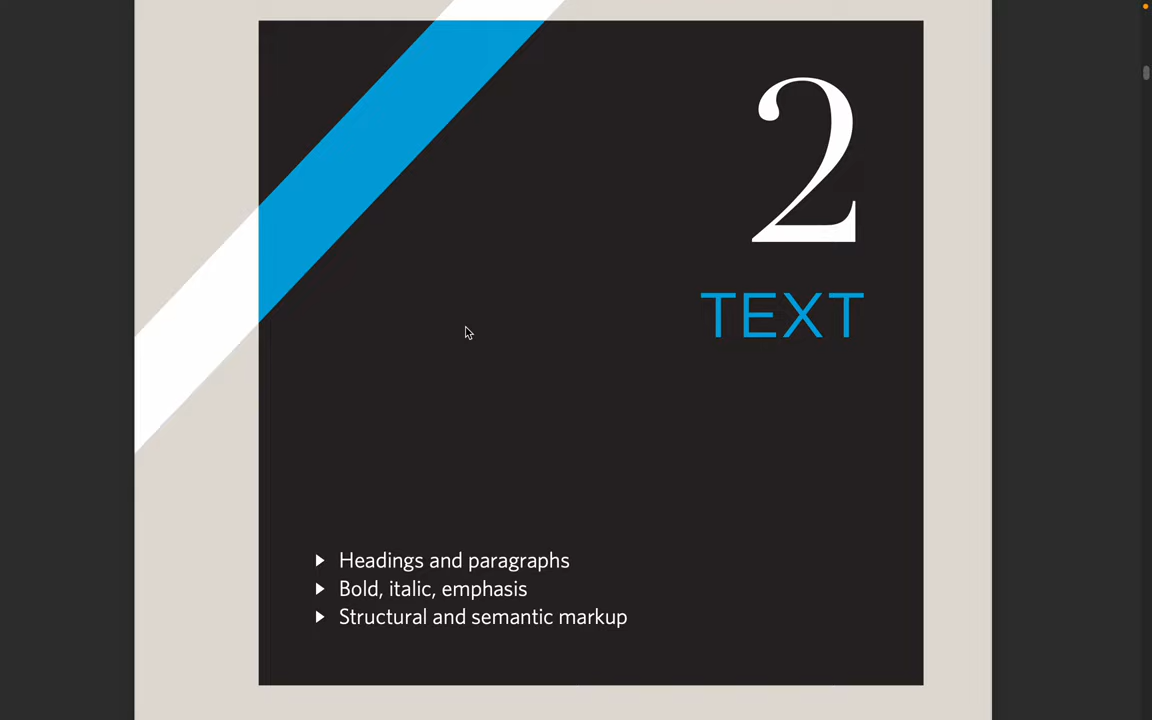 2
TEXT
Headings and paragraphs
Bold, italic, emphasis
Structural and semantic markup